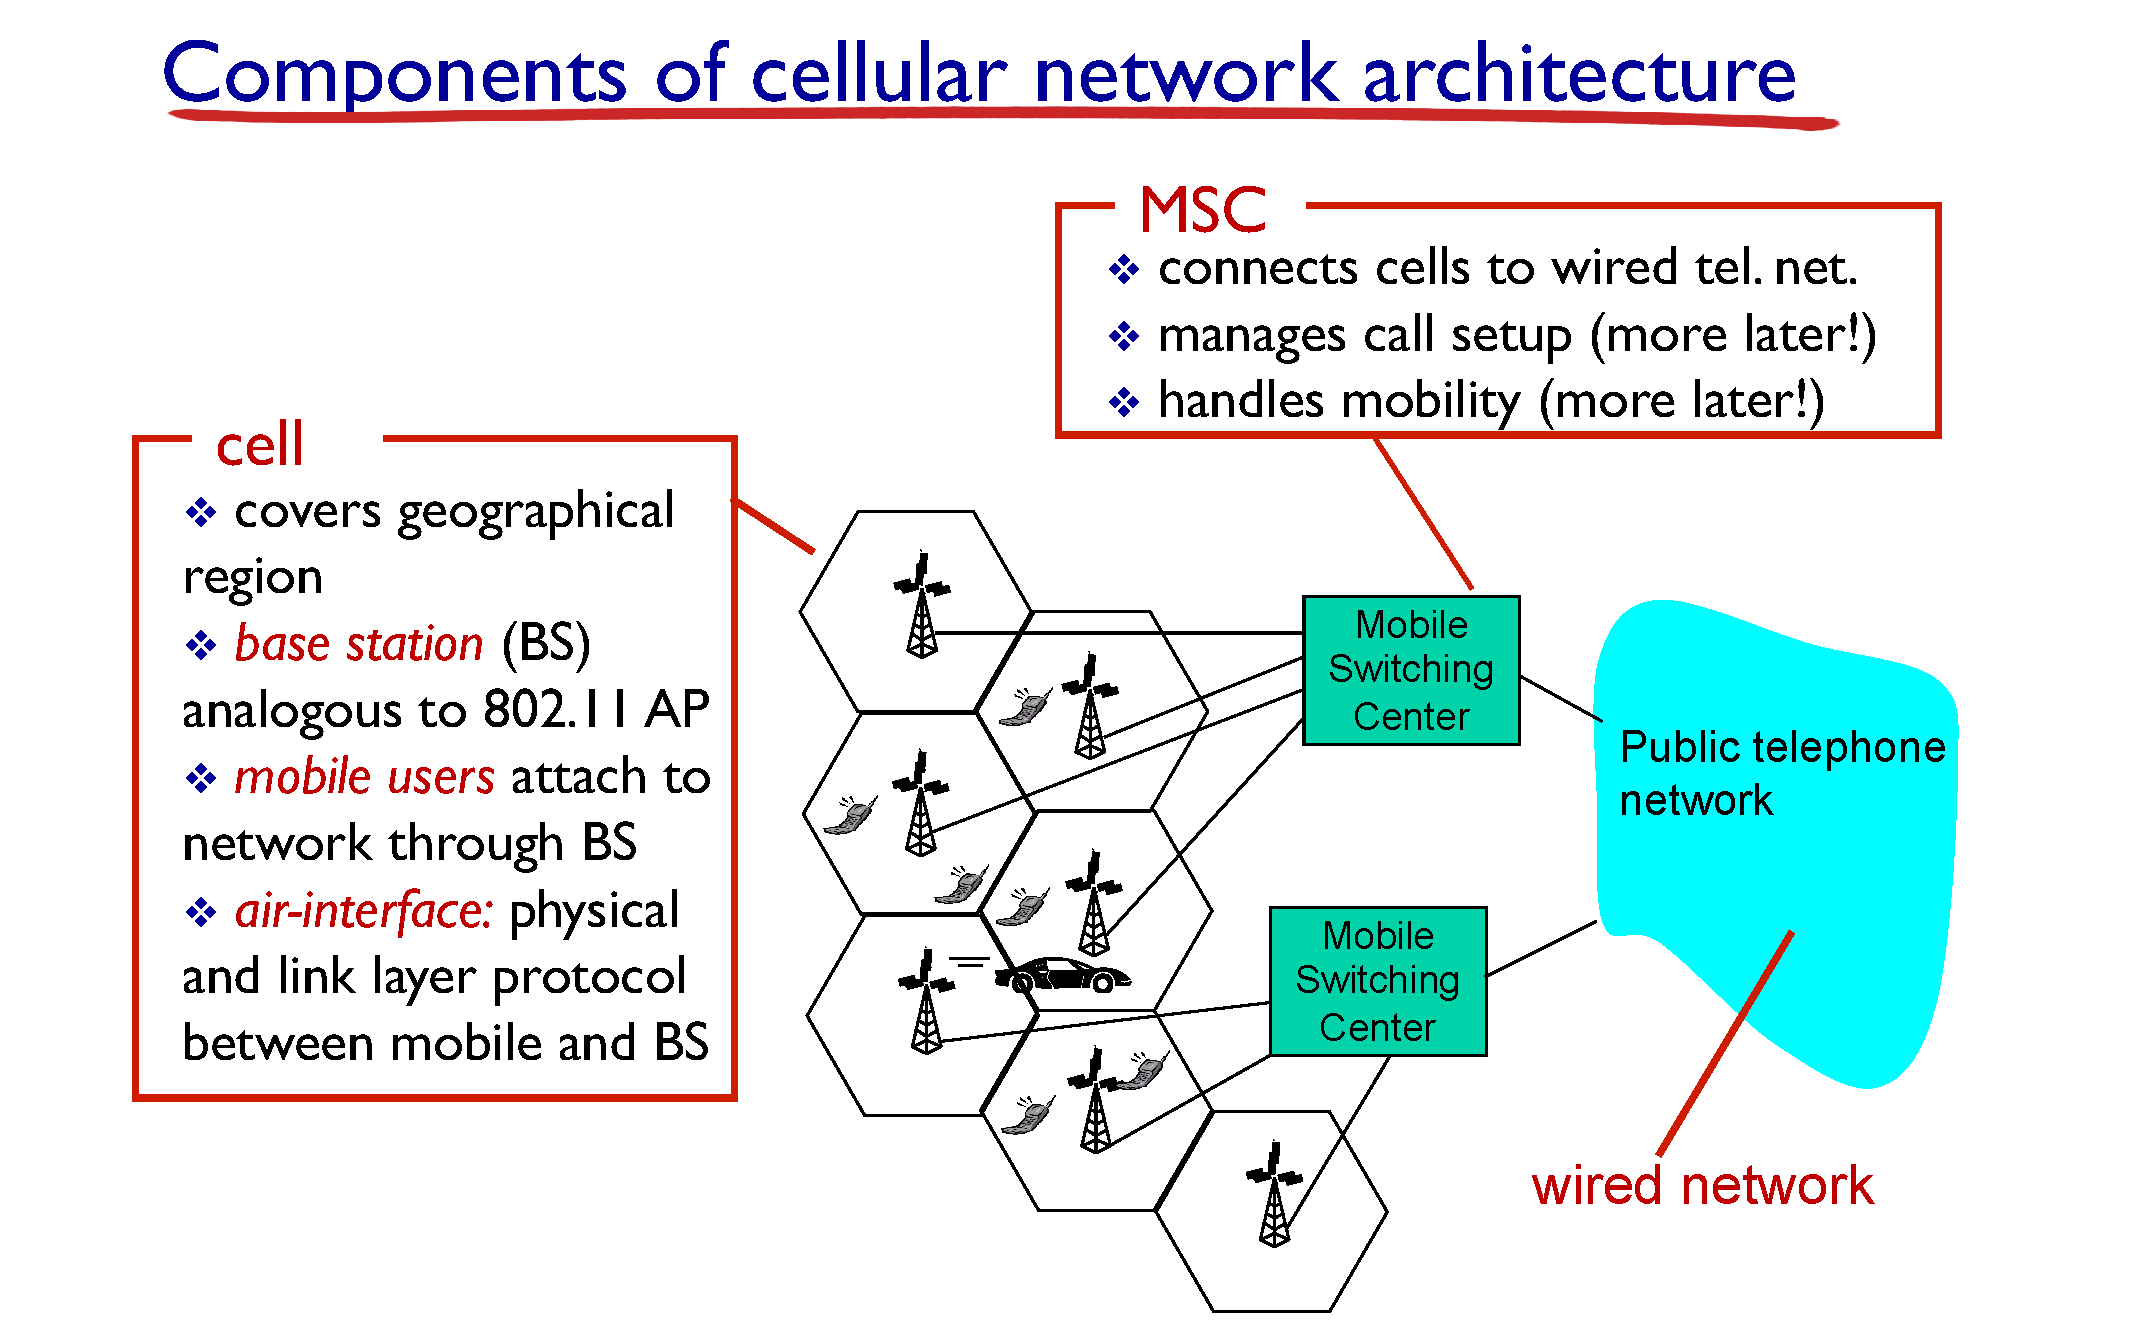 Components of cellular network architecture
MSC
❖ connects cells to wired tel. net.
❖ manages call setup (more later!)
❖ handles mobility (more later!)
cell
❖ covers geographical
region
❖ base station (BS)
analogous to 802.11 AP
❖ mobile users attach to
network through BS
❖ air-interface: physical
and link layer protocol
between mobile and BS
Mobile
Switching
Center
Public telephone
network
Mobile
Switching
Center
wired network